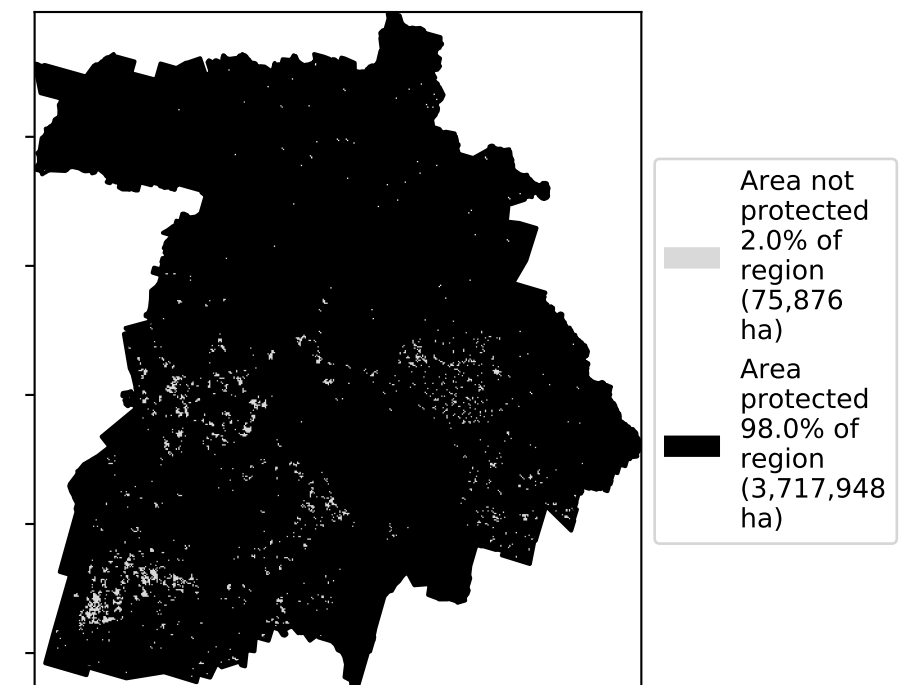 Area not
protected
2.0% of
region
(75,876
ha)
Area
protected
98.0% of
region
(3,717,948
ha)